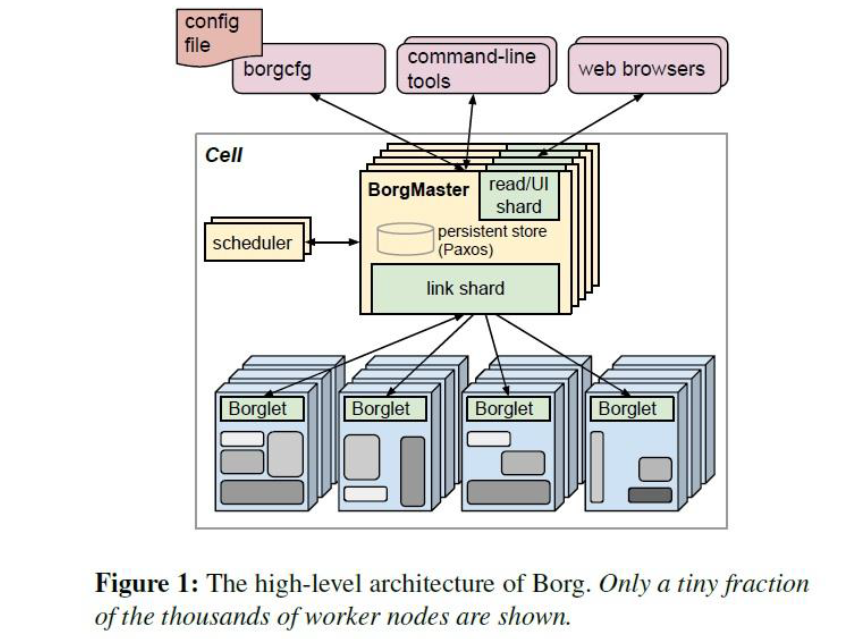 config
file
borgcfg
command-line
tools
web browsers
Cell
BorgMaster
read/UI
shard
scheduler
persistent store
(Paxos)
link shard
Borglet
Borglet
Borglet
Borglet
Figure 1: The high-level architecture of Borg. Only a tiny fraction
of the thousands of worker nodes are shown.